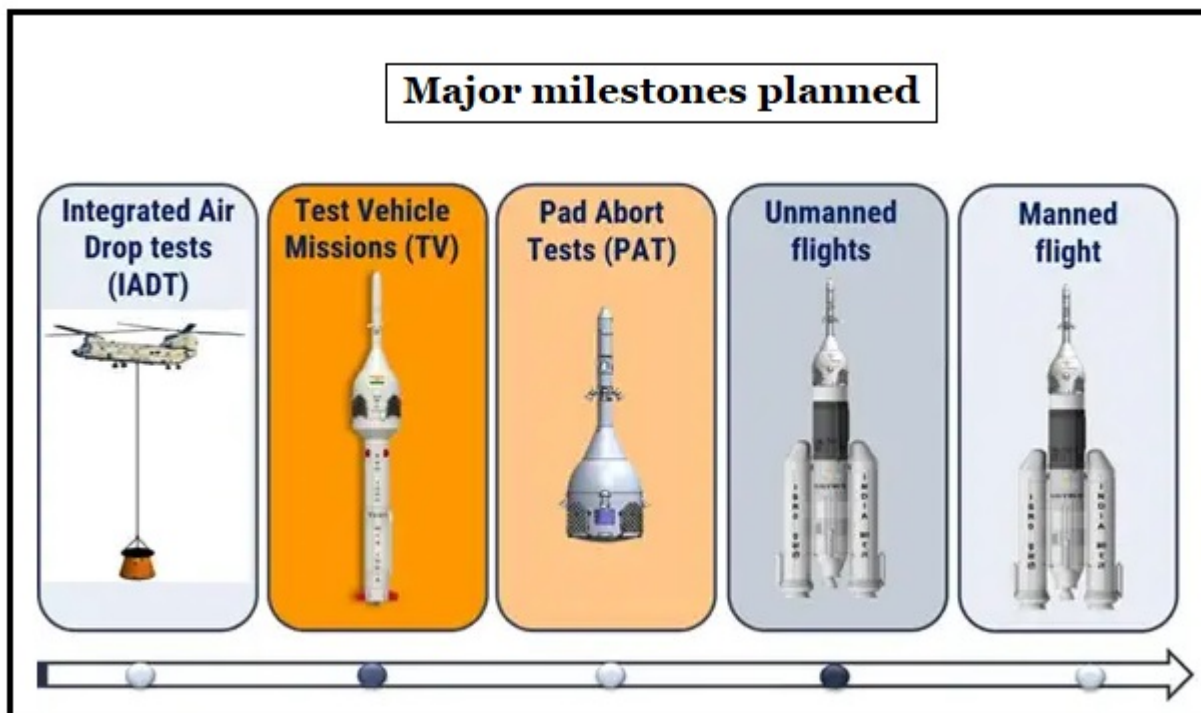 Major milestones planned
Integrated Air
Drop tests
(IADT)
Test Vehicle
Missions (TV)
Pad Abort
Tests (PAT)
Unmanned
flights
Manned
flight